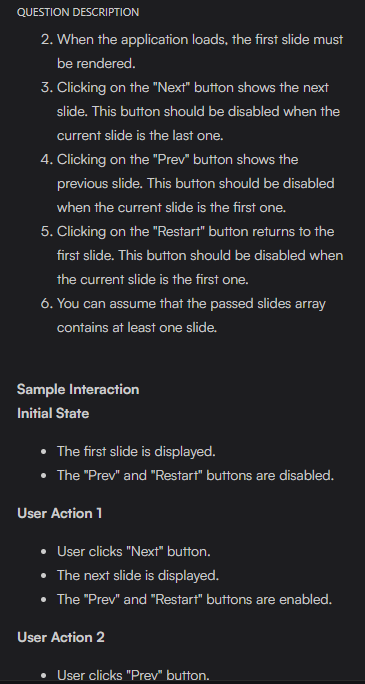 QUESTION DESCRIPTION
2. When the application loads, the first slide must
be rendered.
3. Clicking on the "Next" button shows the next
slide. This button should be disabled when the
current slide is the last one.
4. Clicking on the "Prev" button shows the
previous slide. This button should be disabled
when the current slide is the first one.
5. Clicking on the "Restart" button returns to the
first slide. This button should be disabled when
the current slide is the first one.
6. You can assume that the passed slides array
contains at least one slide.
Sample Interaction
Initial State
• The first slide is displayed.
• The "Prev" and "Restart" buttons are disabled.
User Action 1
• User clicks "Next" button.
• The next slide is displayed.
• The "Prev" and "Restart" buttons are enabled.
User Action 2
• User clicks "Prev" button.